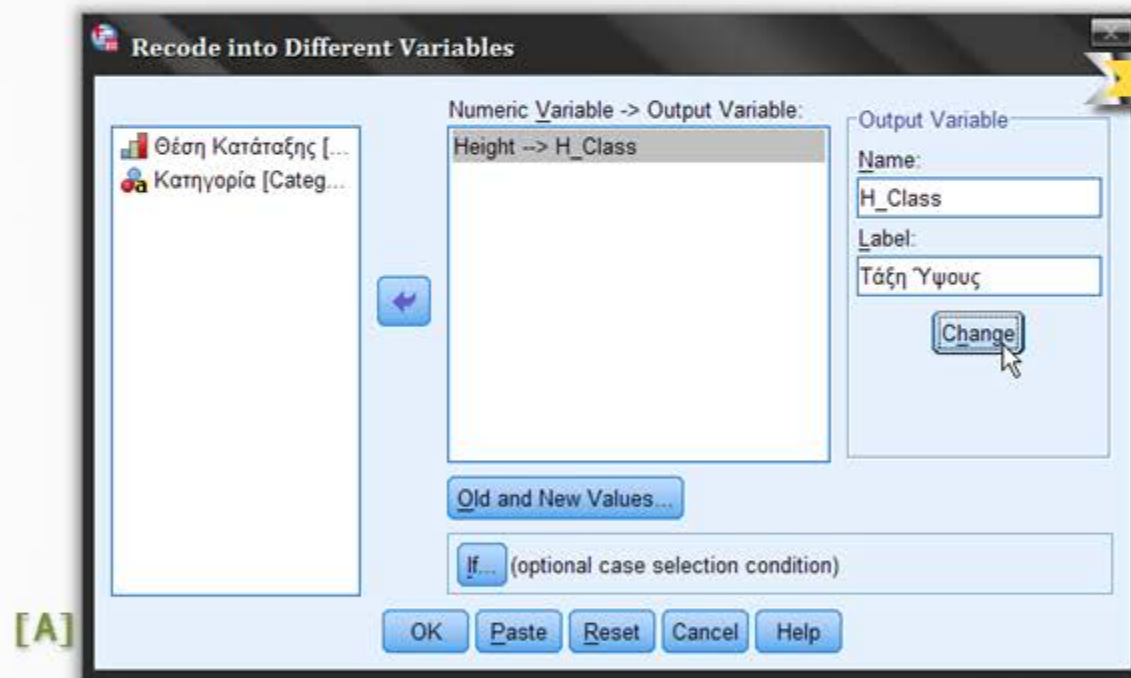 Recode into Different Variables
Θέση Κατάταξης [...
Κατηγορία [Categ...
Numeric Variable -> Output Variable:
Height --> H_Class
Output Variable
Name:
H_Class
Label:
Τάξη Ύψους
Change
Old and New Values...
If... (optional case selection condition)
[A]
OK Paste Reset Cancel Help